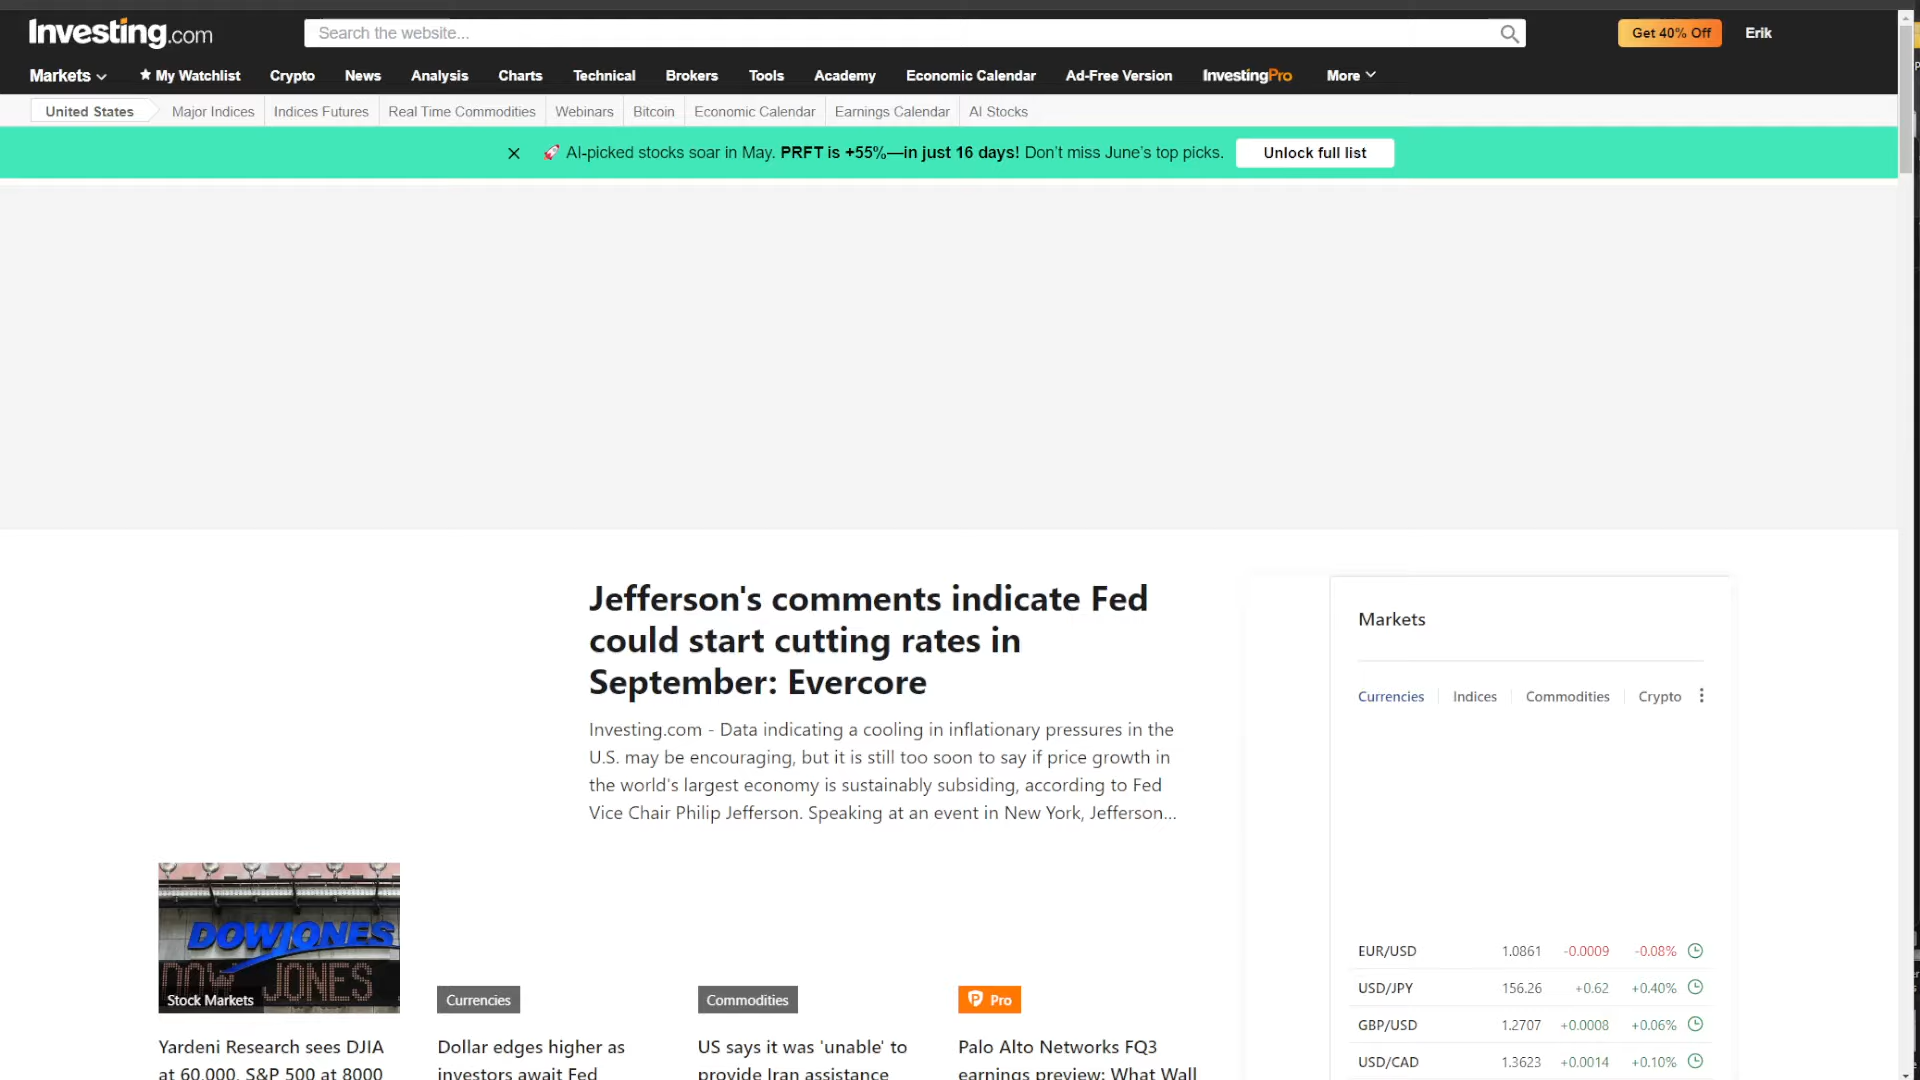 Investing.com
Search the website...
Get 40% Off
Erik
Markets
My Watchlist
Crypto
News
Analysis
Charts
Technical
Brokers
Tools
Academy
Economic Calendar
Ad-Free Version
InvestingPro
More
United States
Major Indices
Indices Futures
Real Time Commodities
Webinars
Bitcoin
Economic Calendar
Earnings Calendar
AI Stocks
AI-picked stocks soar in May. PRFT is +55%—in just 16 days! Don’t miss June’s top picks.
Unlock full list
Jefferson's comments indicate Fed
could start cutting rates in
September: Evercore
Investing.com - Data indicating a cooling in inflationary pressures in the
U.S. may be encouraging, but it is still too soon to say if price growth in
the world's largest economy is sustainably subsiding, according to Fed
Vice Chair Philip Jefferson. Speaking at an event in New York, Jefferson...
Markets
Currencies
Indices
Commodities
Crypto
EUR/USD 1.0861 -0.0009 -0.08%
USD/JPY 156.26 +0.62 +0.40%
GBP/USD 1.2707 +0.0008 +0.06%
USD/CAD 1.3623 +0.0014 +0.10%
DOWJONES
DOW JONES
Stock Markets
Yardeni Research sees DJIA
at 60,000, S&P 500 at 8000
Currencies
Dollar edges higher as
investors await Fed
Commodities
US says it was 'unable' to
provide Iran assistance
Pro
Palo Alto Networks FQ3
earnings preview: What Wall